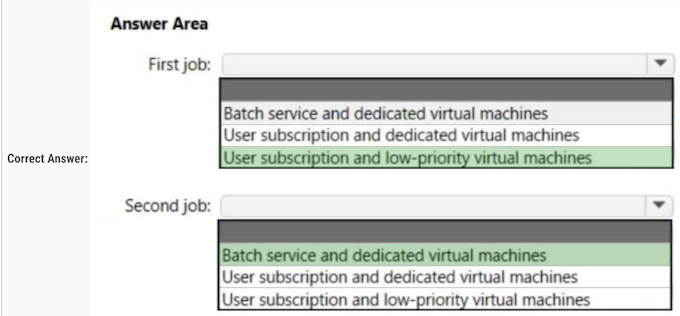 Answer Area
First job:
Batch service and dedicated virtual machines
User subscription and dedicated virtual machines
Correct Answer:
User subscription and low-priority virtual machines
Second job:
Batch service and dedicated virtual machines
User subscription and dedicated virtual machines
User subscription and low-priority virtual machines